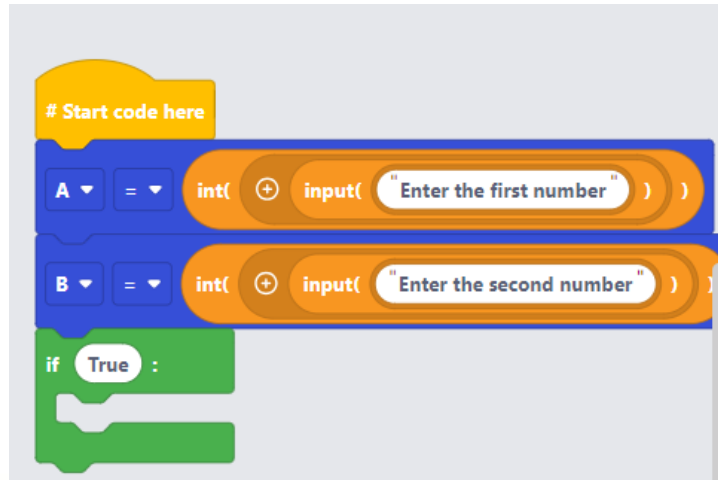 # Start code here
A = int( input( "Enter the first number" ) )
B = int( input( "Enter the second number" ) )
if True :